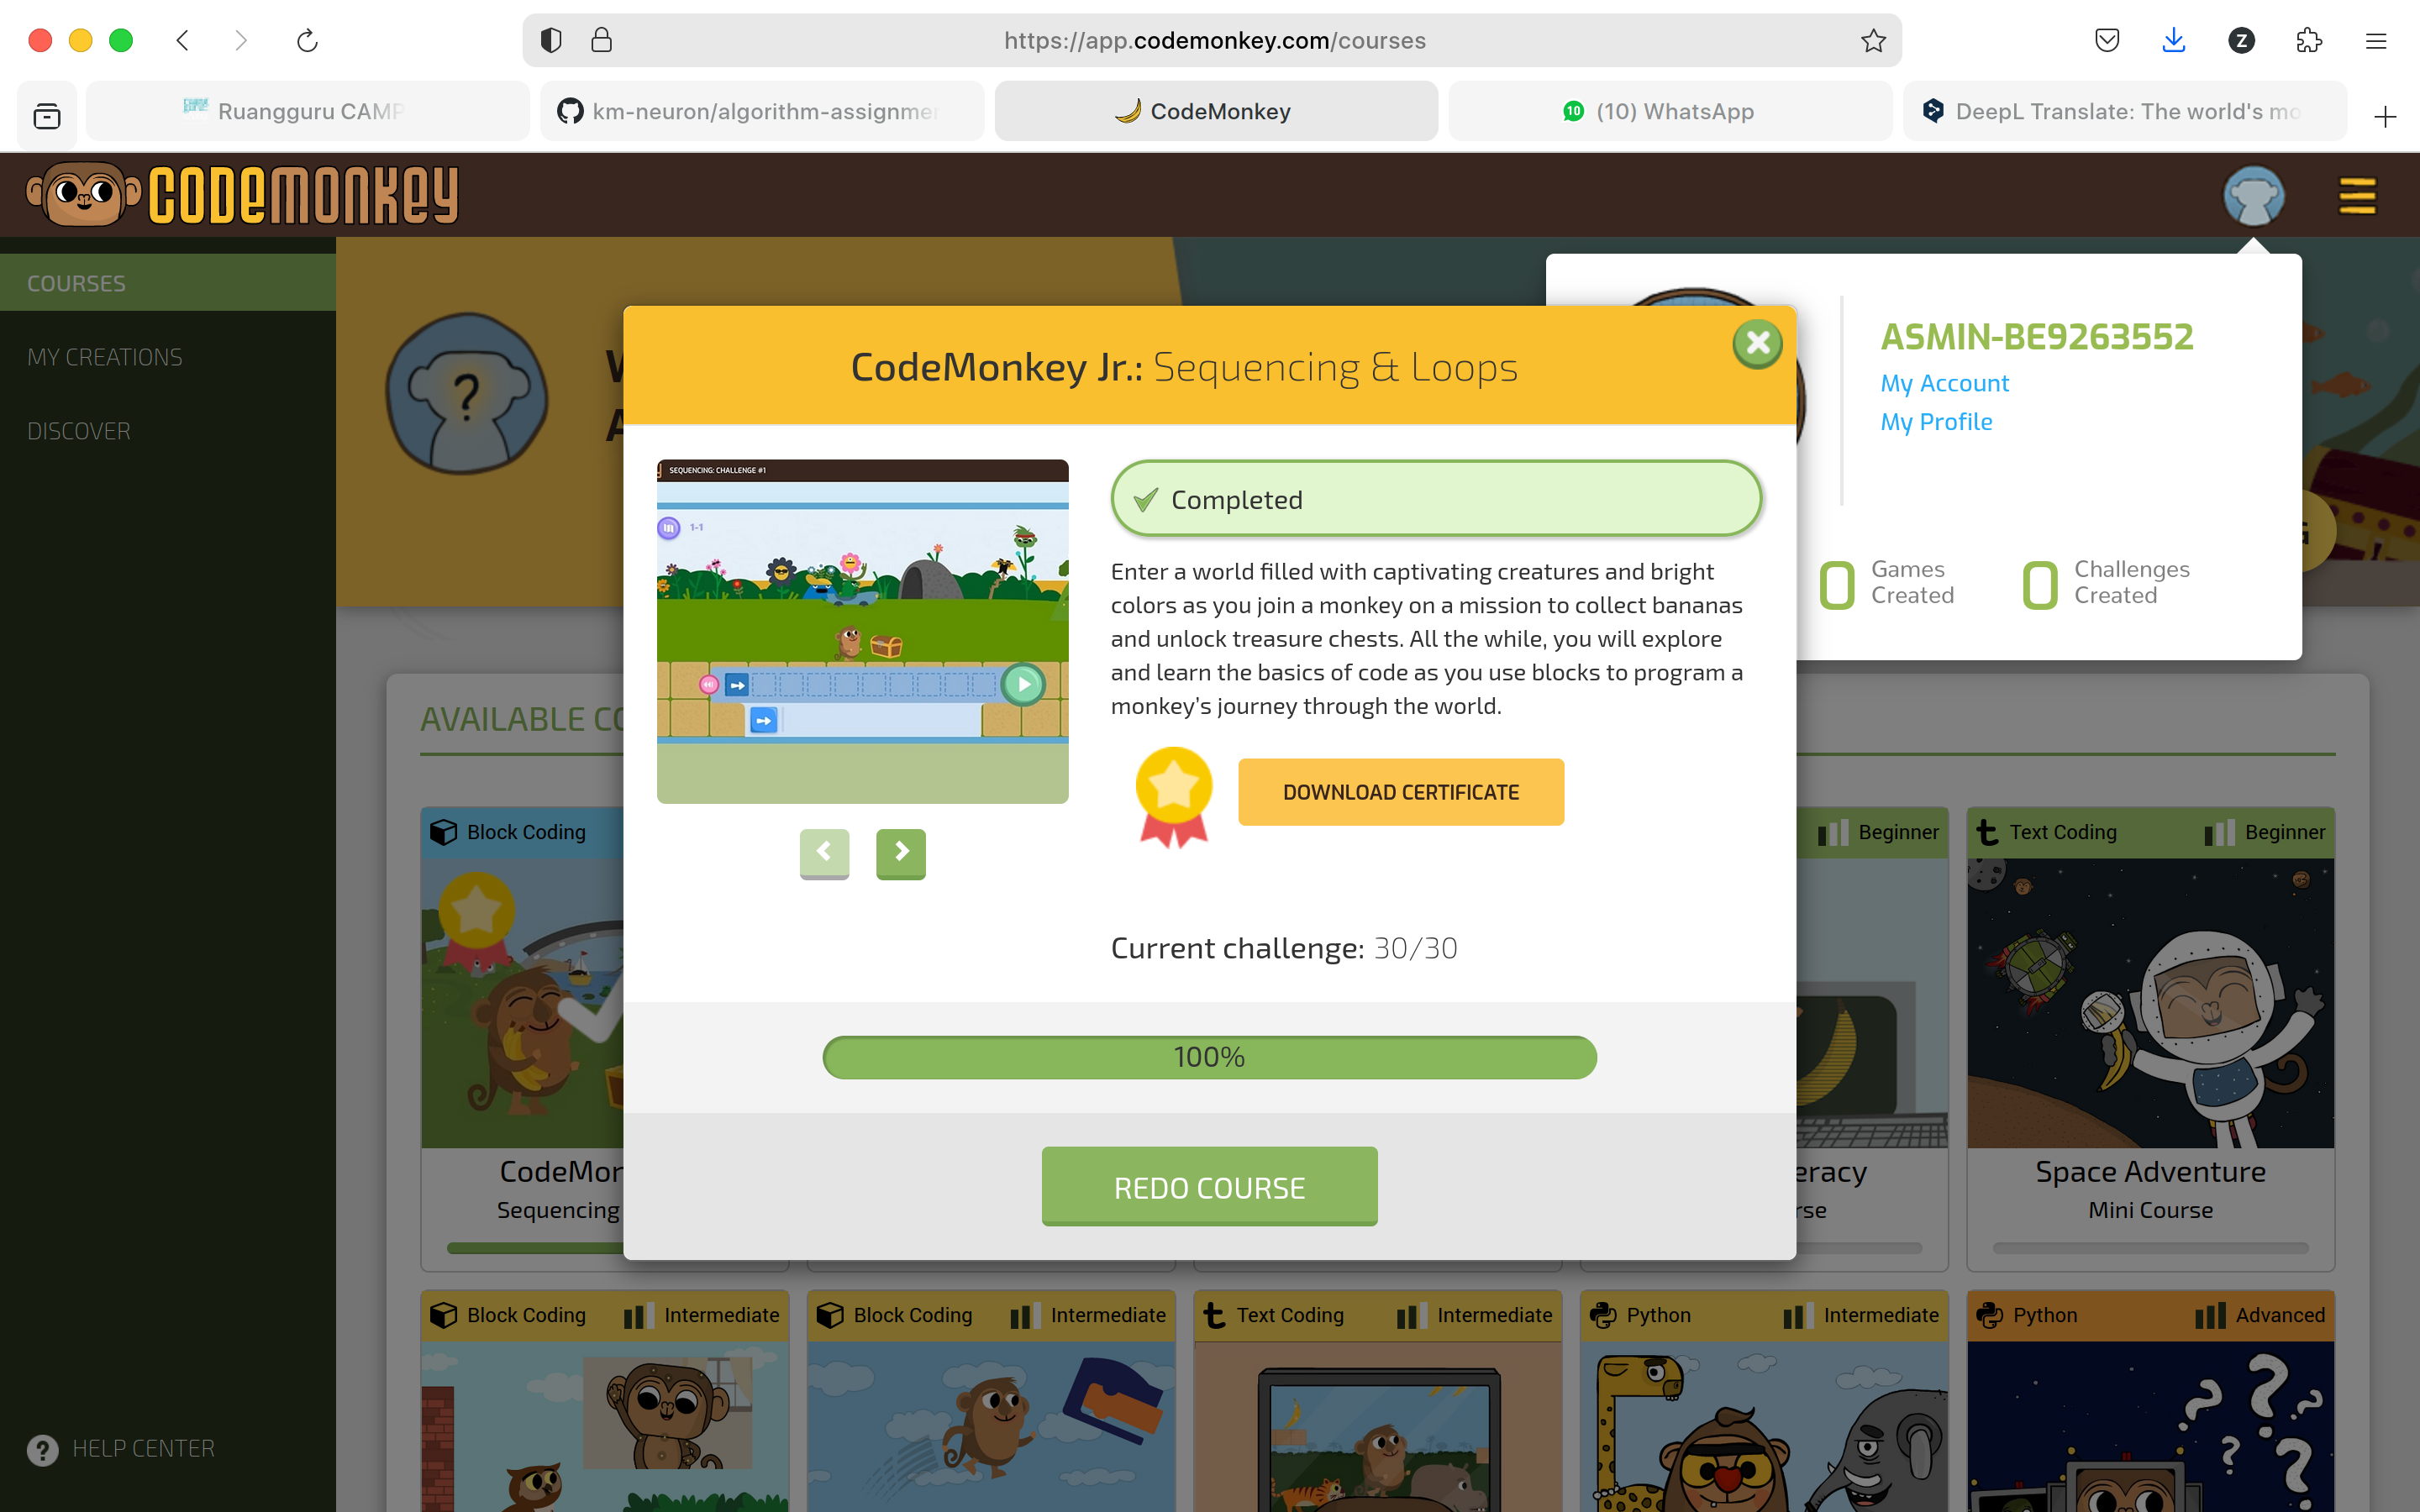 https://app.codemonkey.com/courses
Z
Ruangguru CAMP
km-neuron/algorithm-assignmen
CodeMonkey
10 (10) WhatsApp
DeepL Translate: The world's mo
CODEMONKEY
COURSES
MY CREATIONS
DISCOVER
HELP CENTER
ASMIN-BE9263552
My Account
My Profile
0 Games Created
0 Challenges Created
CodeMonkey Jr.: Sequencing & Loops
SEQUENCING: CHALLENGE #1
1-1
Completed
Enter a world filled with captivating creatures and bright
colors as you join a monkey on a mission to collect bananas
and unlock treasure chests. All the while, you will explore
and learn the basics of code as you use blocks to program a
monkey’s journey through the world.
DOWNLOAD CERTIFICATE
Current challenge: 30/30
100%
REDO COURSE
AVAILABLE CO
Block Coding
Beginner
Text Coding Beginner
CodeMon
Sequencing
eracy
rse
Space Adventure
Mini Course
Block Coding Intermediate
Block Coding Intermediate
Text Coding Intermediate
Python Intermediate
Python Advanced